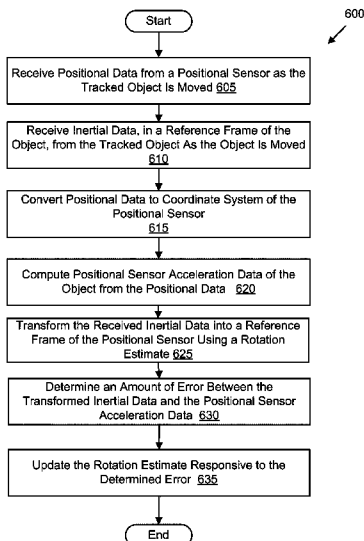 Start
600
Receive Positional Data from a Positional Sensor as the
Tracked Object Is Moved 605
Receive Inertial Data, in a Reference Frame of the
Object, from the Tracked Object As the Object Is Moved
610
Convert Positional Data to Coordinate System of the
Positional Sensor
615
Compute Positional Sensor Acceleration Data of the
Object from the Positional Data 620
Transform the Received Inertial Data into a Reference
Frame of the Positional Sensor Using a Rotation
Estimate 625
Determine an Amount of Error Between the
Transformed Inertial Data and the Positional Sensor
Acceleration Data 630
Update the Rotation Estimate Responsive to the
Determined Error 635
End